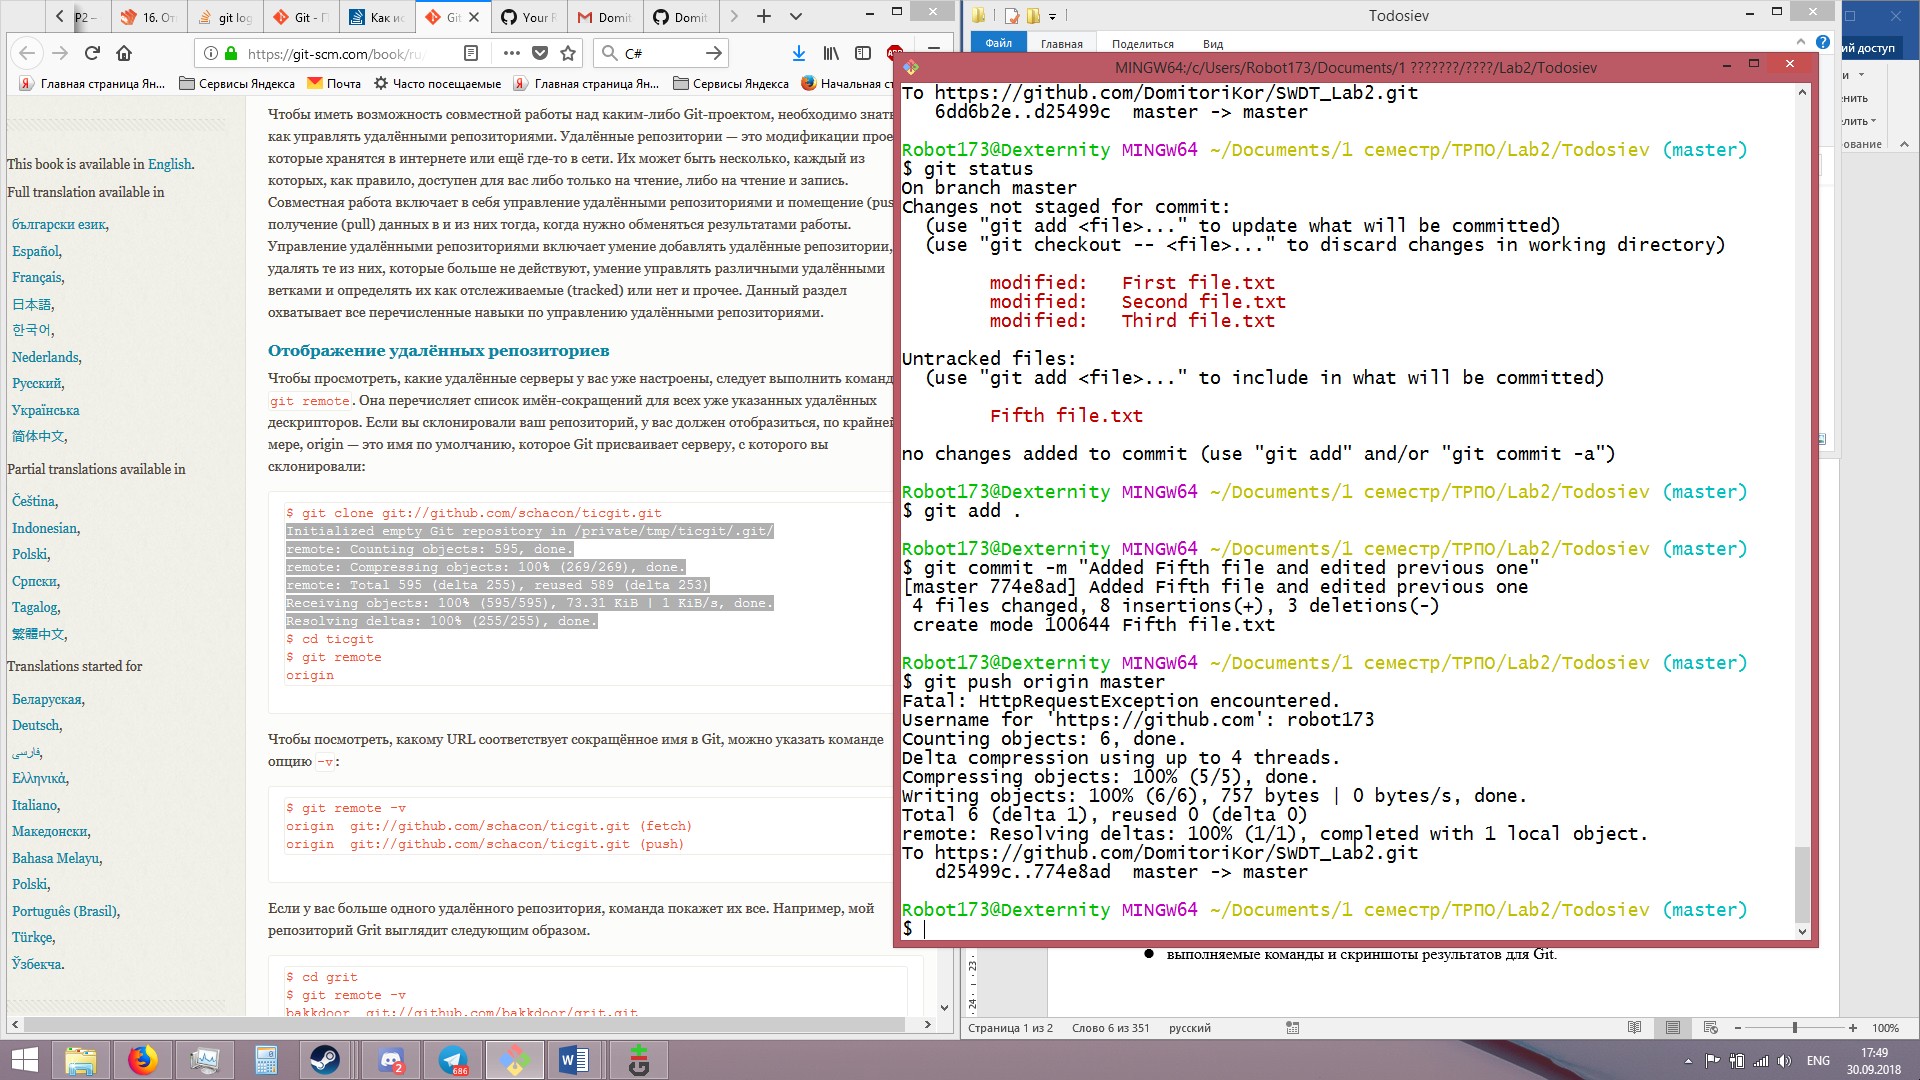 P2 –
16. От
git log
Git - П
Как ис
Git
Your R
Domit
Domit
https://git-scm.com/book/ru/
C#
Главная страница Ян...
Сервисы Яндекса
Почта
Часто посещаемые
Главная страница Ян...
Сервисы Яндекса
Начальная ст
This book is available in English.
Full translation available in
български език,
Español,
Français,
日本語,
한국어,
Nederlands,
Русский,
Українська
简体中文,
Partial translations available in
Čeština,
Indonesian,
Polski,
Српски,
Tagalog,
繁體中文,
Translations started for
Беларуская,
Deutsch,
فارسی,
Ελληνικά,
Italiano,
Македонски,
Bahasa Melayu,
Polski,
Português (Brasil),
Türkçe,
Ўзбекча.
Чтобы иметь возможность совместной работы над каким-либо Git-проектом, необходимо знать
как управлять удалёнными репозиториями. Удалённые репозитории — это модификации прое
которые хранятся в интернете или ещё где-то в сети. Их может быть несколько, каждый из
которых, как правило, доступен для вас либо только на чтение, либо на чтение и запись.
Совместная работа включает в себя управление удалёнными репозиториями и помещение (pus
получение (pull) данных в и из них тогда, когда нужно обменяться результатами работы.
Управление удалёнными репозиториями включает умение добавлять удалённые репозитории,
удалять те из них, которые больше не действуют, умение управлять различными удалёнными
ветками и определять их как отслеживаемые (tracked) или нет и прочее. Данный раздел
охватывает все перечисленные навыки по управлению удалёнными репозиториями.
Отображение удалённых репозиториев
Чтобы просмотреть, какие удалённые серверы у вас уже настроены, следует выполнить команд
git remote. Она перечисляет список имён-сокращений для всех уже указанных удалённых
дескрипторов. Если вы склонировали ваш репозиторий, у вас должен отобразиться, по крайней
мере, origin — это имя по умолчанию, которое Git присваивает серверу, с которого вы
склонировали:
$ git clone git://github.com/schacon/ticgit.git
Initialized empty Git repository in /private/tmp/ticgit/.git/
remote: Counting objects: 595, done.
remote: Compressing objects: 100% (269/269), done.
remote: Total 595 (delta 255), reused 589 (delta 253)
Receiving objects: 100% (595/595), 73.31 KiB | 1 KiB/s, done.
Resolving deltas: 100% (255/255), done.
$ cd ticgit
$ git remote
origin
Чтобы посмотреть, какому URL соответствует сокращённое имя в Git, можно указать команде
опцию -v:
$ git remote -v
origin  git://github.com/schacon/ticgit.git (fetch)
origin  git://github.com/schacon/ticgit.git (push)
Если у вас больше одного удалённого репозитория, команда покажет их все. Например, мой
репозиторий Grit выглядит следующим образом.
$ cd grit
$ git remote -v
bakkdoor  git://github.com/bakkdoor/grit.git
Todosiev
Файл
Главная
Поделиться
Вид
ий доступ
MINGW64:/c/Users/Robot173/Documents/1 ???????/????/Lab2/Todosiev
To https://github.com/DomitoriKor/SWDT_Lab2.git
   6dd6b2e..d25499c  master -> master
Robot173@Dexternity MINGW64 ~/Documents/1 семестр/ТРПО/Lab2/Todosiev (master)
$ git status
On branch master
Changes not staged for commit:
  (use "git add <file>..." to update what will be committed)
  (use "git checkout -- <file>..." to discard changes in working directory)
modified:   First file.txt
modified:   Second file.txt
modified:   Third file.txt
Untracked files:
  (use "git add <file>..." to include in what will be committed)
Fifth file.txt
no changes added to commit (use "git add" and/or "git commit -a")
Robot173@Dexternity MINGW64 ~/Documents/1 семестр/ТРПО/Lab2/Todosiev (master)
$ git add .
Robot173@Dexternity MINGW64 ~/Documents/1 семестр/ТРПО/Lab2/Todosiev (master)
$ git commit -m "Added Fifth file and edited previous one"
[master 774e8ad] Added Fifth file and edited previous one
 4 files changed, 8 insertions(+), 3 deletions(-)
 create mode 100644 Fifth file.txt
Robot173@Dexternity MINGW64 ~/Documents/1 семестр/ТРПО/Lab2/Todosiev (master)
$ git push origin master
Fatal: HttpRequestException encountered.
Username for 'https://github.com': robot173
Counting objects: 6, done.
Delta compression using up to 4 threads.
Compressing objects: 100% (5/5), done.
Writing objects: 100% (6/6), 757 bytes | 0 bytes/s, done.
Total 6 (delta 1), reused 0 (delta 0)
remote: Resolving deltas: 100% (1/1), completed with 1 local object.
To https://github.com/DomitoriKor/SWDT_Lab2.git
   d25499c..774e8ad  master -> master
Robot173@Dexternity MINGW64 ~/Documents/1 семестр/ТРПО/Lab2/Todosiev (master)
$
нить
лить
ование
выполняемые команды и скриншоты результатов для Git.
23
24
Страница 1 из 2
Слово 6 из 351
русский
100%
2
686
ENG
17:49
30.09.2018